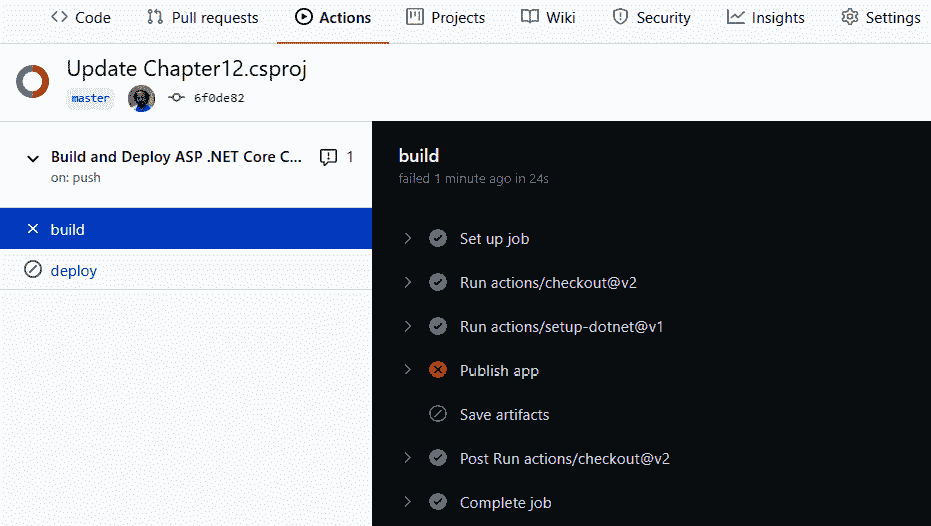 Code Pull requests Actions Projects Wiki Security Insights Settings
Update Chapter12.csproj
master 6f0de82
Build and Deploy ASP .NET Core C... 1
on: push
build
deploy
build
failed 1 minute ago in 24s
Set up job
Run actions/checkout@v2
Run actions/setup-dotnet@v1
Publish app
Save artifacts
Post Run actions/checkout@v2
Complete job